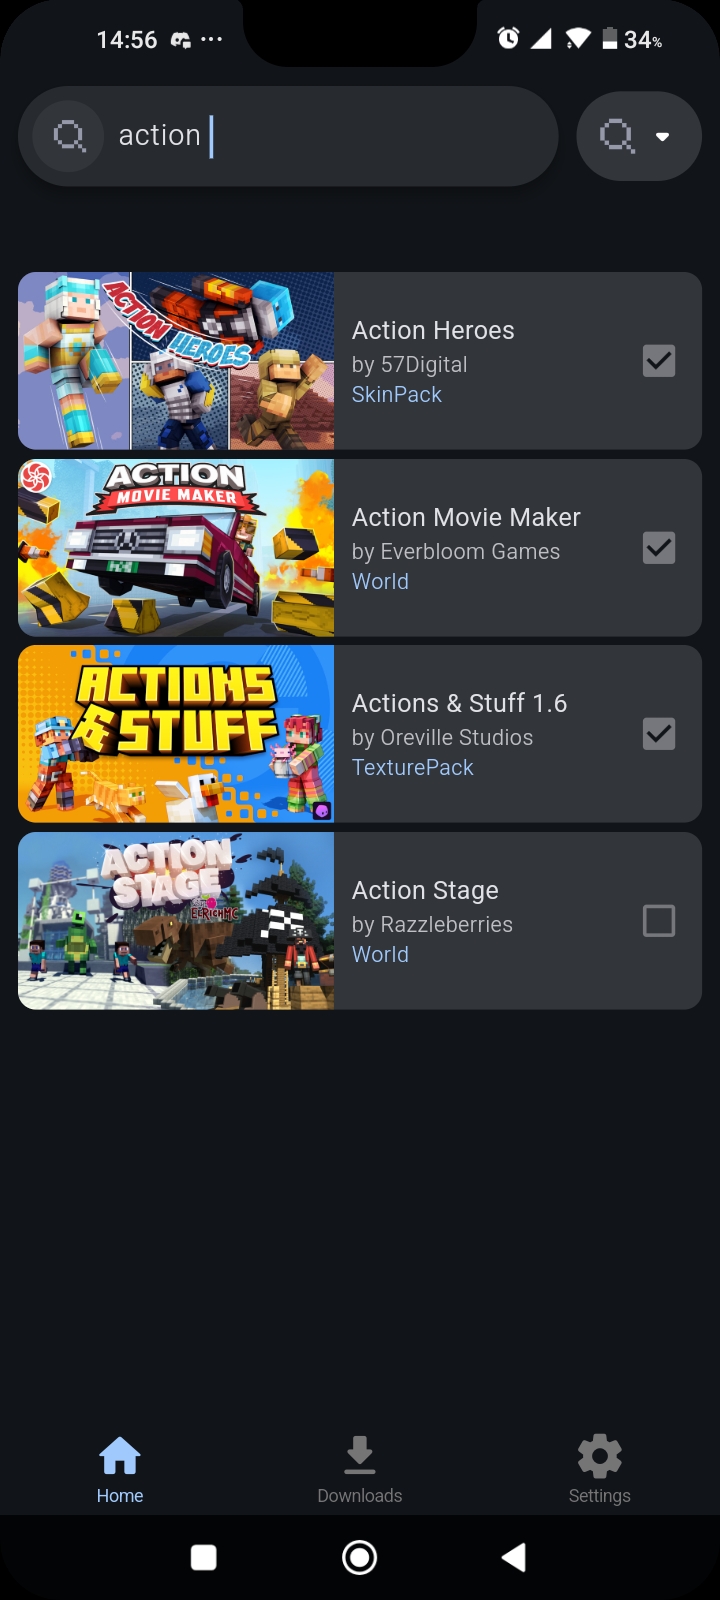 14:56
34%
action
ACTION HEROES
Action Heroes
by 57Digital
SkinPack
ACTION
MOVIE MAKER
Action Movie Maker
by Everbloom Games
World
ACTIONS
& STUFF
Actions & Stuff 1.6
by Oreville Studios
TexturePack
ACTION
STAGE
Action Stage
by Razzleberries
World
Home
Downloads
Settings